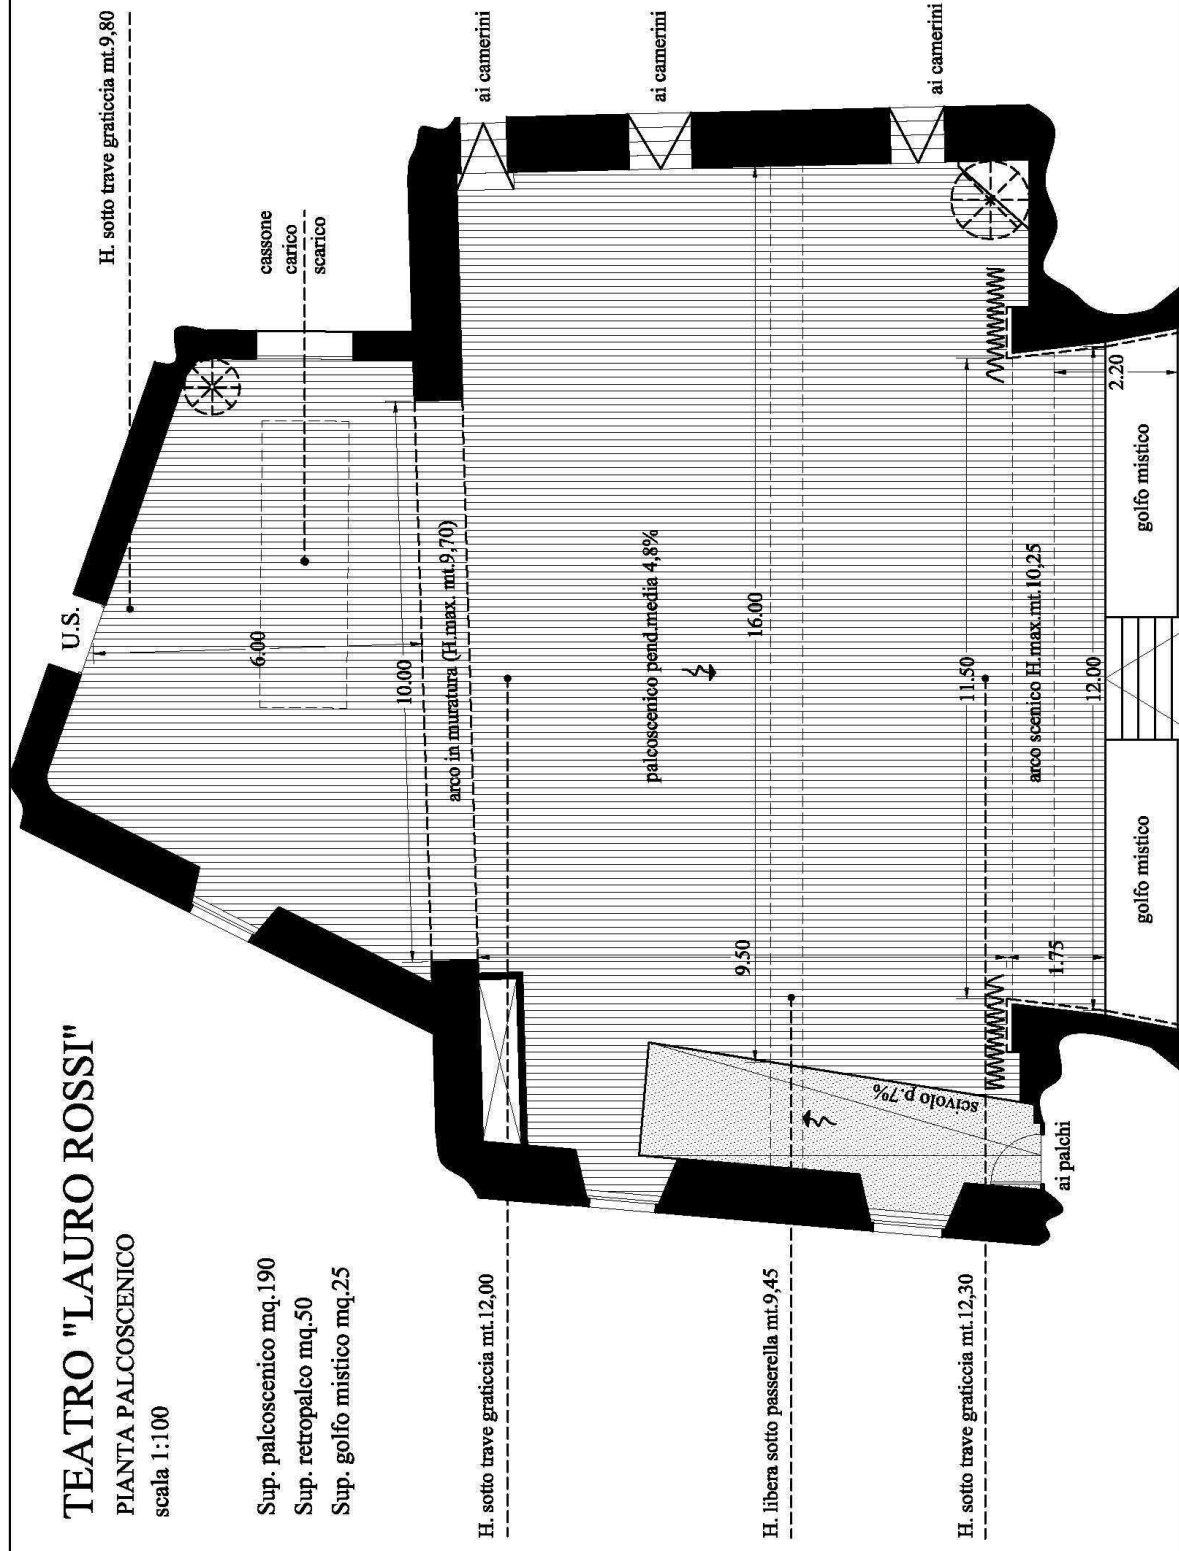 TEATRO "LAURO ROSSI"
PIANTA PALCOSCENICO
scala 1:100
Sup. palcoscenico mq.190
Sup. retropalco mq.50
Sup. golfo mistico mq.25
H. sotto trave graticcia mt.9,80
cassone
carico
scarico
U.S.
6.00
10.00
arco in muratura (H.max. mt.9,70)
ai camerini
ai camerini
ai camerini
H. sotto trave graticcia mt.12,00
palcoscenico pend.media 4,8%
16.00
9.50
H. libera sotto passerella mt.9,45
scivolo p.7%
11.50
H. sotto trave graticcia mt.12,30
arco scenico H.max.mt.10,25
1.75
12.00
2.20
ai palchi
golfo mistico
golfo mistico